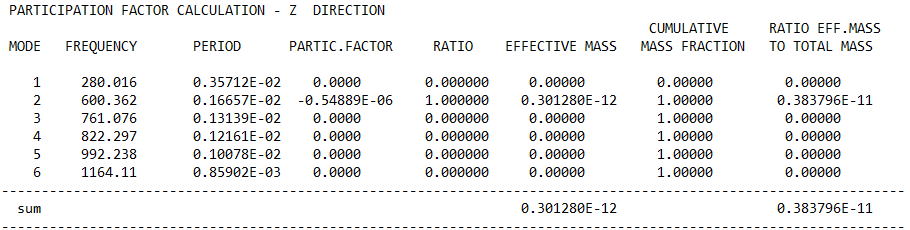 PARTICIPATION FACTOR CALCULATION - Z  DIRECTION
CUMULATIVE     RATIO EFF.MASS
MODE   FREQUENCY       PERIOD      PARTIC.FACTOR     RATIO    EFFECTIVE MASS   MASS FRACTION   TO TOTAL MASS
1     280.016       0.35712E-02    0.0000        0.000000     0.00000         0.00000         0.00000
2     600.362       0.16657E-02  -0.54889E-06    1.000000    0.301280E-12     1.00000        0.383796E-11
3     761.076       0.13139E-02    0.0000        0.000000     0.00000         1.00000         0.00000
4     822.297       0.12161E-02    0.0000        0.000000     0.00000         1.00000         0.00000
5     992.238       0.10078E-02    0.0000        0.000000     0.00000         1.00000         0.00000
6     1164.11       0.85902E-03    0.0000        0.000000     0.00000         1.00000         0.00000
sum                                                          0.301280E-12                    0.383796E-11